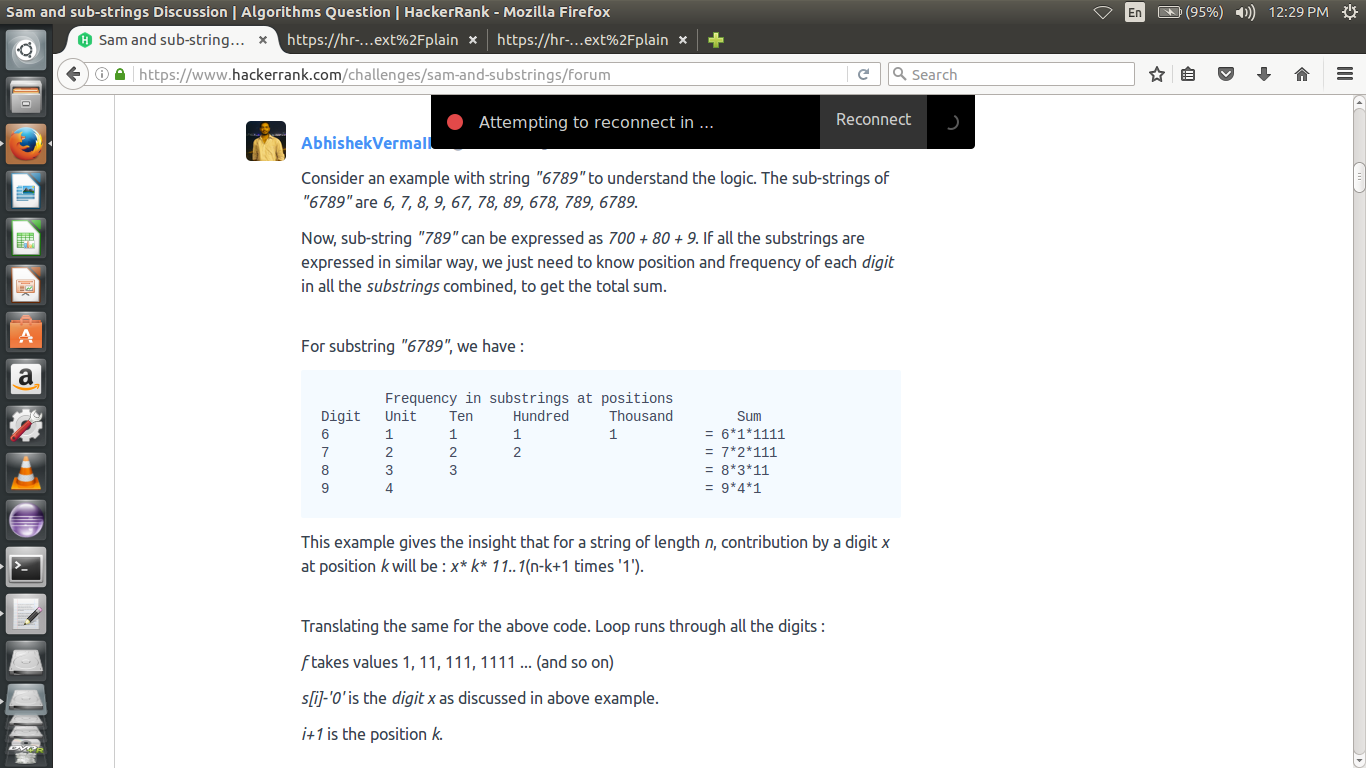 Sam and sub-strings Discussion | Algorithms Question | HackerRank - Mozilla Firefox
En (95%) 12:29 PM
Sam and sub-string... × https://hr-...ext%2Fplain × https://hr-...ext%2Fplain ×
https://www.hackerrank.com/challenges/sam-and-substrings/forum Search
Attempting to reconnect in ... Reconnect
Consider an example with string "6789" to understand the logic. The sub-strings of
"6789" are 6, 7, 8, 9, 67, 78, 89, 678, 789, 6789.
Now, sub-string "789" can be expressed as 700 + 80 + 9. If all the substrings are
expressed in similar way, we just need to know position and frequency of each digit
in all the substrings combined, to get the total sum.
For substring "6789", we have :
Frequency in substrings at positions
Digit Unit Ten Hundred Thousand Sum
6 1 1 1 1 = 6*1*1111
7 2 2 2 = 7*2*111
8 3 3 = 8*3*11
9 4 = 9*4*1
This example gives the insight that for a string of length n, contribution by a digit x
at position k will be : x* k* 11..1(n-k+1 times '1').
Translating the same for the above code. Loop runs through all the digits :
f takes values 1, 11, 111, 1111 ... (and so on)
s[i]-'0' is the digit x as discussed in above example.
i+1 is the position k.